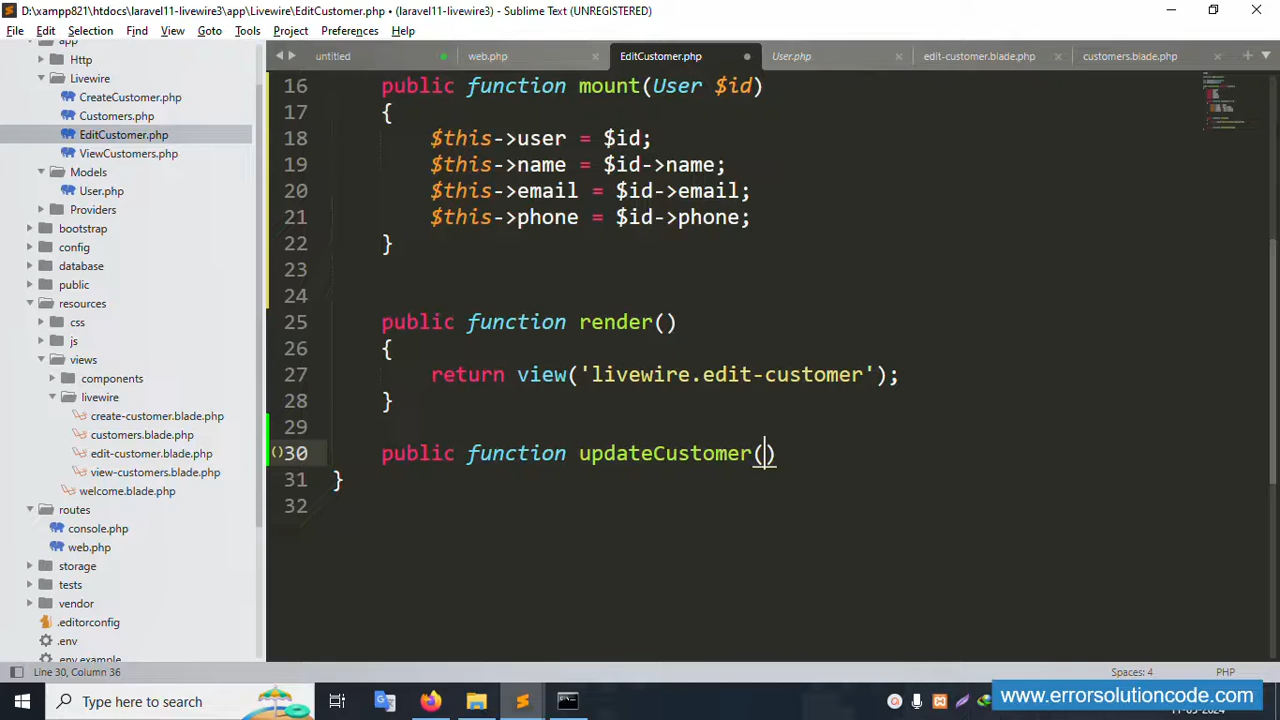 D:\xampp821\htdocs\laravel11-livewire3\app\Livewire\EditCustomer.php • (laravel11-livewire3) - Sublime Text (UNREGISTERED)
File Edit Selection Find View Goto Tools Project Preferences Help
untitled web.php EditCustomer.php User.php edit-customer.blade.php customers.blade.php
app
Http
Livewire
CreateCustomer.php
Customers.php
EditCustomer.php
ViewCustomers.php
Models
User.php
Providers
bootstrap
config
database
public
resources
css
js
views
components
livewire
create-customer.blade.php
customers.blade.php
edit-customer.blade.php
view-customers.blade.php
welcome.blade.php
routes
console.php
web.php
storage
tests
vendor
.editorconfig
.env
.env.example
16 public function mount(User $id)
17 {
18 $this->user = $id;
19 $this->name = $id->name;
20 $this->email = $id->email;
21 $this->phone = $id->phone;
22 }
23
24
25 public function render()
26 {
27 return view('livewire.edit-customer');
28 }
29
30 public function updateCustomer()
31 }
32
Line 30, Column 36 Spaces: 4 PHP
Type here to search
www.errorsolutioncode.com